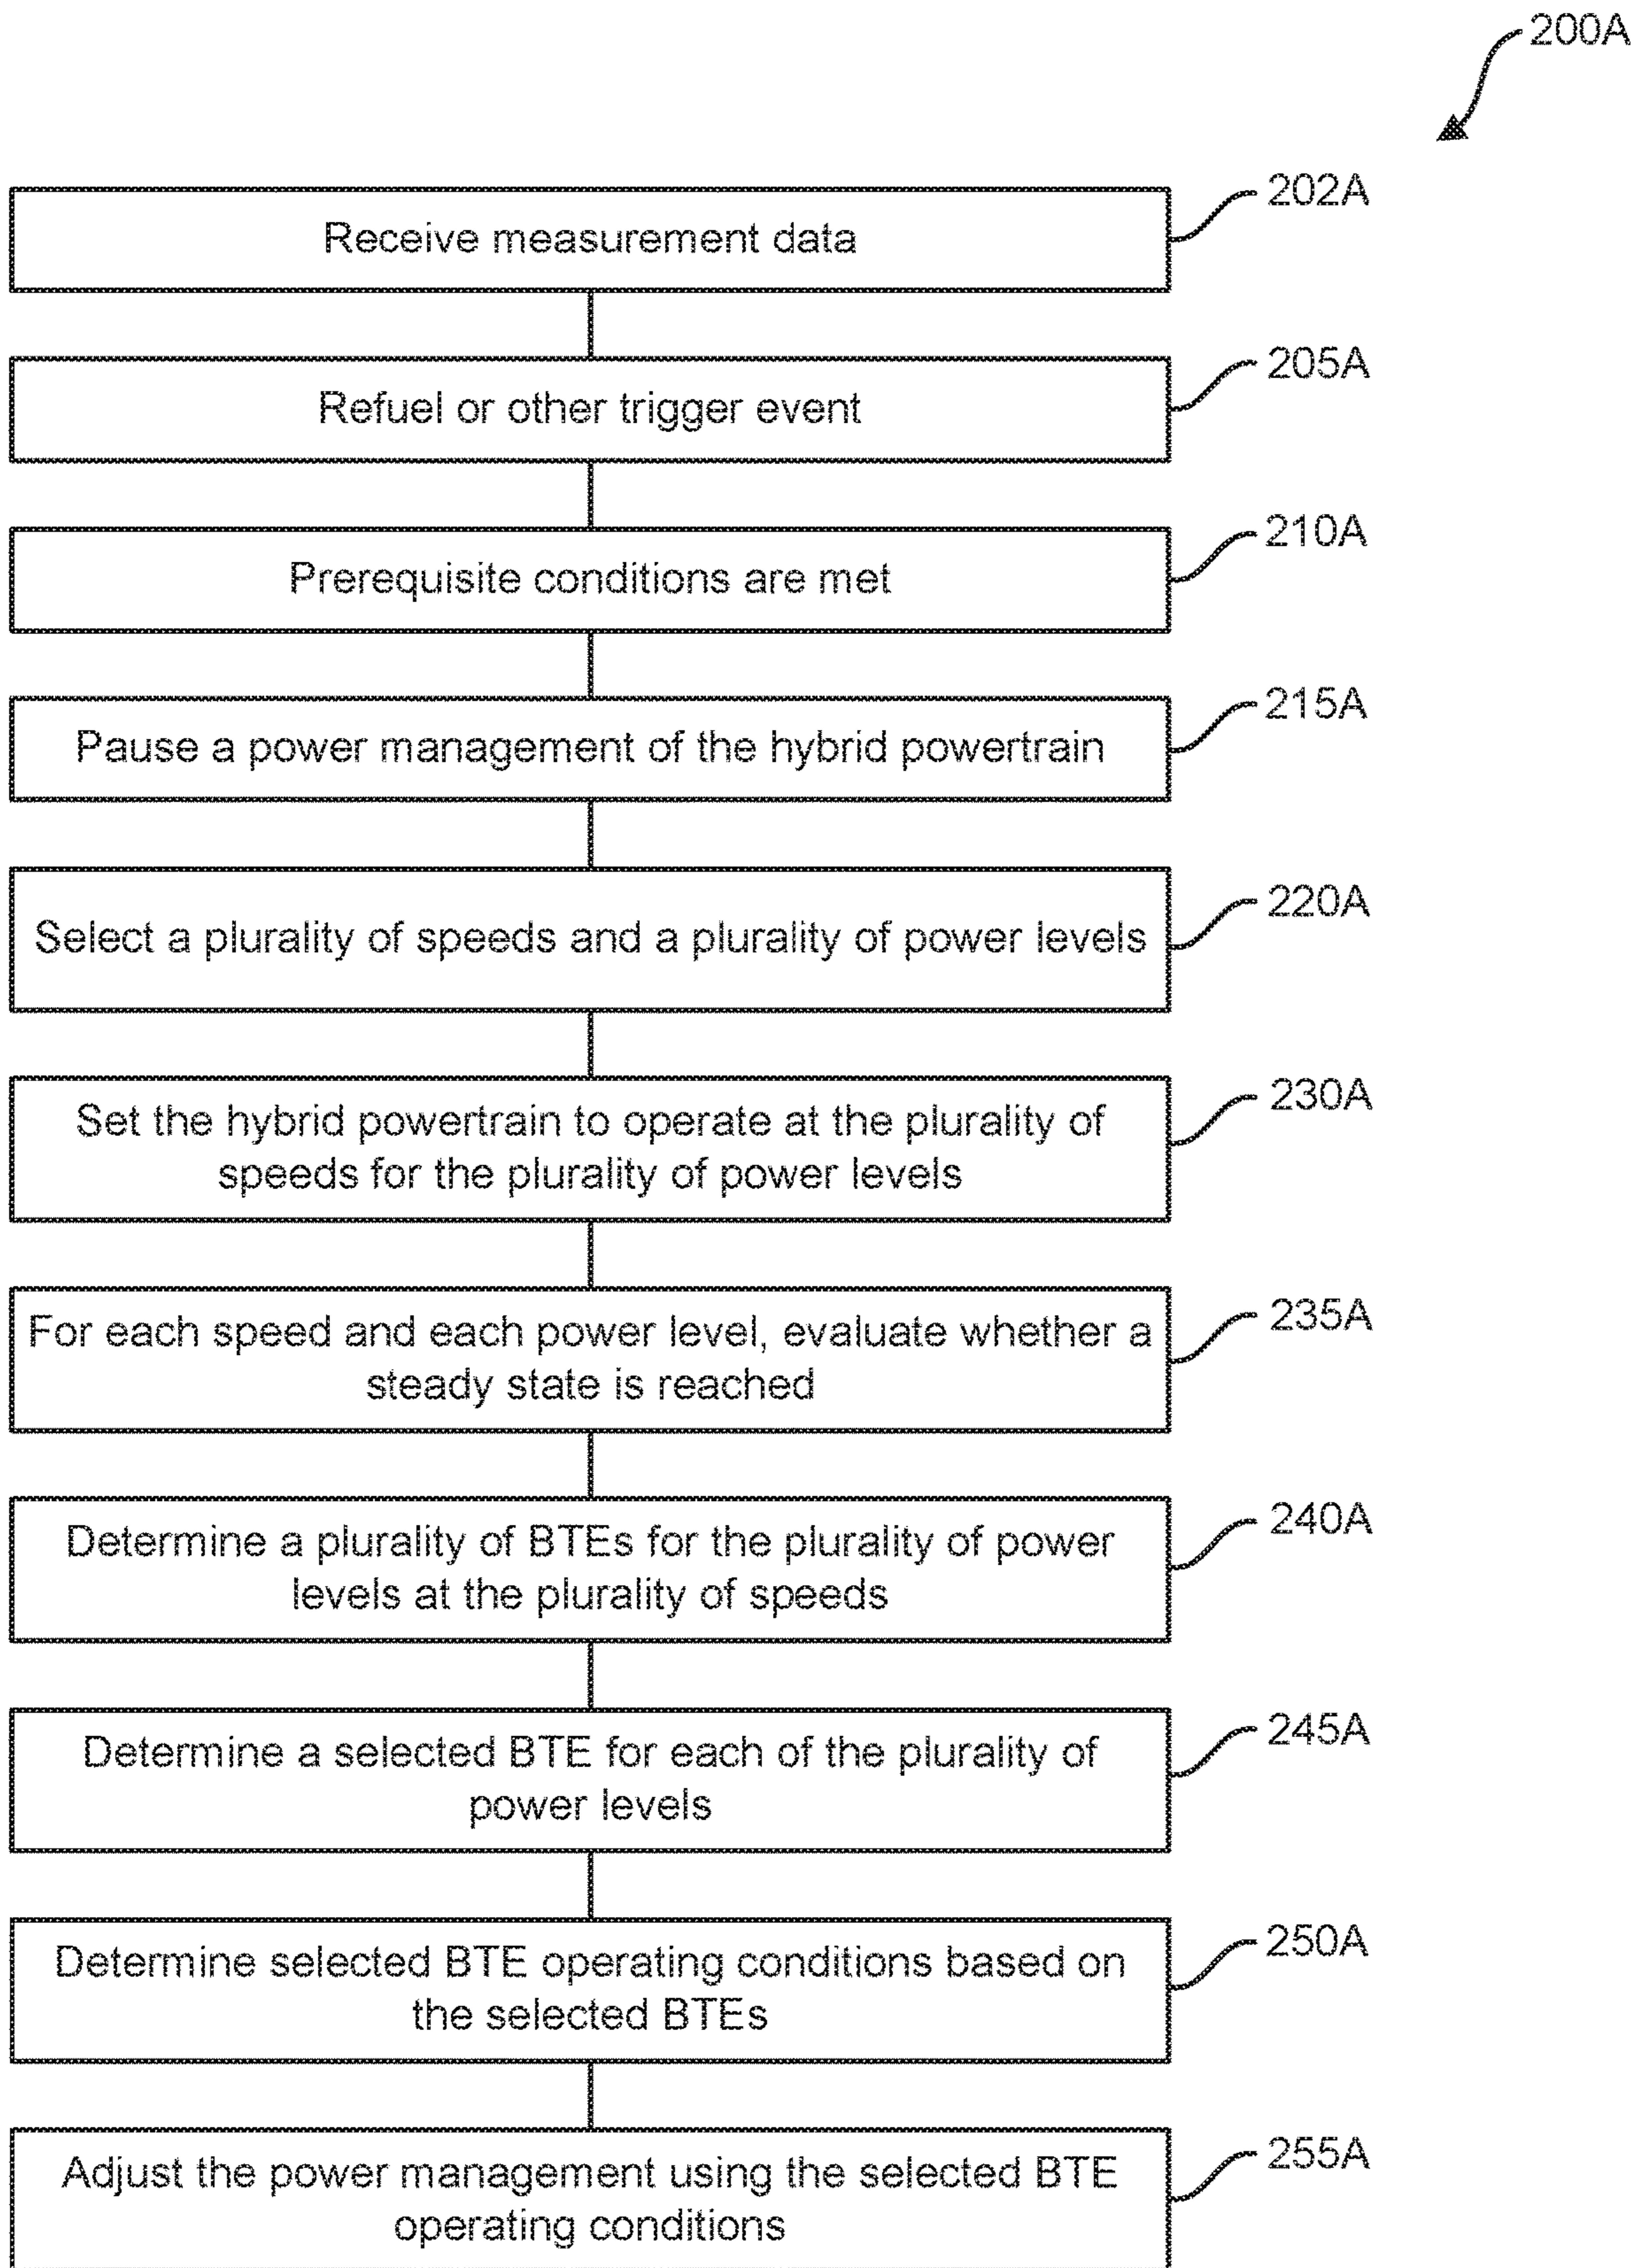 200A
202A
Receive measurement data
205A
Refuel or other trigger event
210A
Prerequisite conditions are met
215A
Pause a power management of the hybrid powertrain
220A
Select a plurality of speeds and a plurality of power levels
230A
Set the hybrid powertrain to operate at the plurality of
speeds for the plurality of power levels
235A
For each speed and each power level, evaluate whether a
steady state is reached
240A
Determine a plurality of BTEs for the plurality of power
levels at the plurality of speeds
245A
Determine a selected BTE for each of the plurality of
power levels
250A
Determine selected BTE operating conditions based on
the selected BTEs
255A
Adjust the power management using the selected BTE
operating conditions